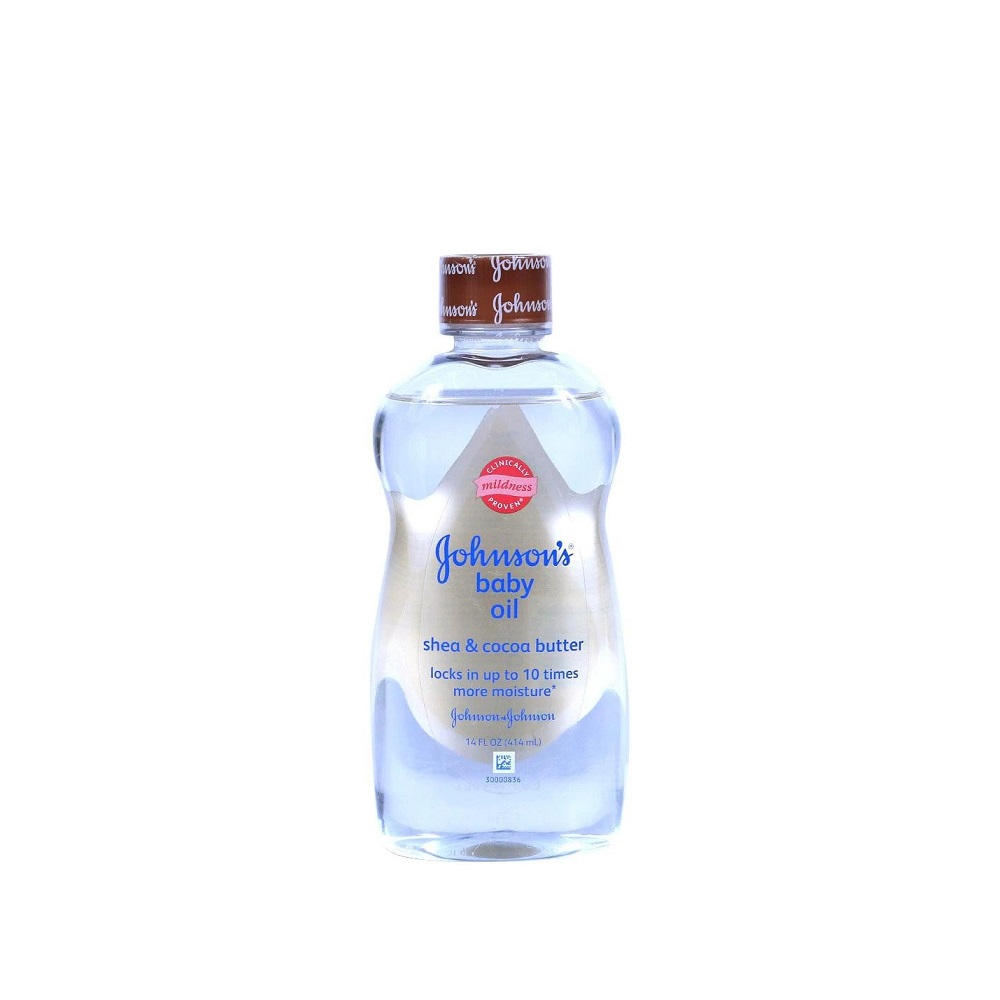 Johnson's
Johnson's
CLINICALLY
mildness
PROVEN®
Johnson's®
baby
oil
shea & cocoa butter
locks in up to 10 times
more moisture*
Johnson & Johnson
14 FL OZ (414 mL)
30000836